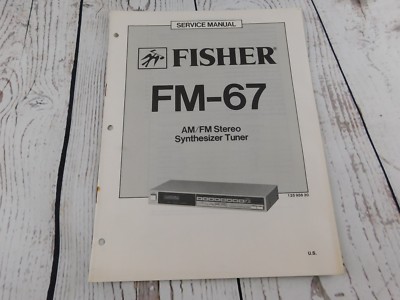 SERVICE MANUAL
FISHER
FM-67
AM/FM Stereo
Synthesizer Tuner
U.S.